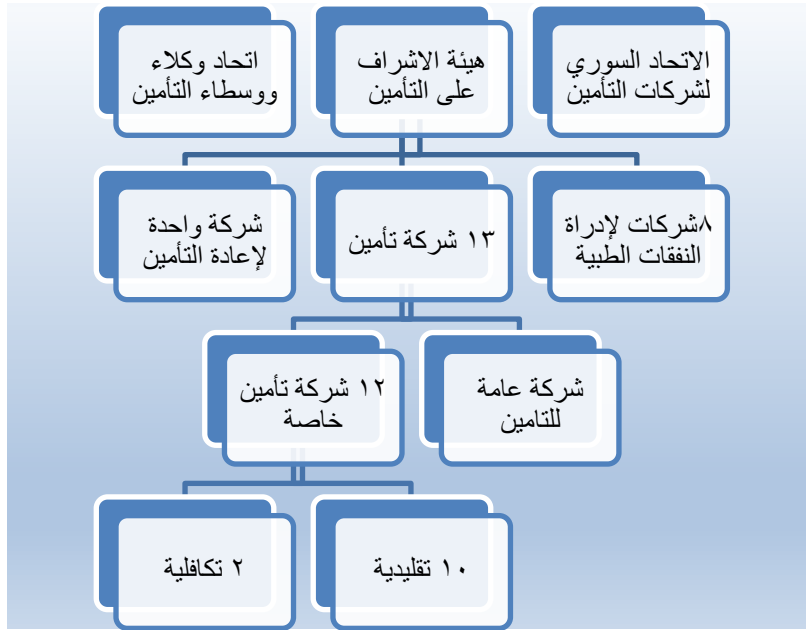 الاتحاد السوري
لشركات التأمين
هيئة الاشراف
على التأمين
اتحاد وكلاء
ووسطاء التأمين
٨شركات لإدراة
النفقات الطبية
١٣ شركة تأمين
شركة واحدة
لإعادة التأمين
شركة عامة
للتامين
١٢ شركة تأمين
خاصة
١٠ تقليدية
٢ تكافلية